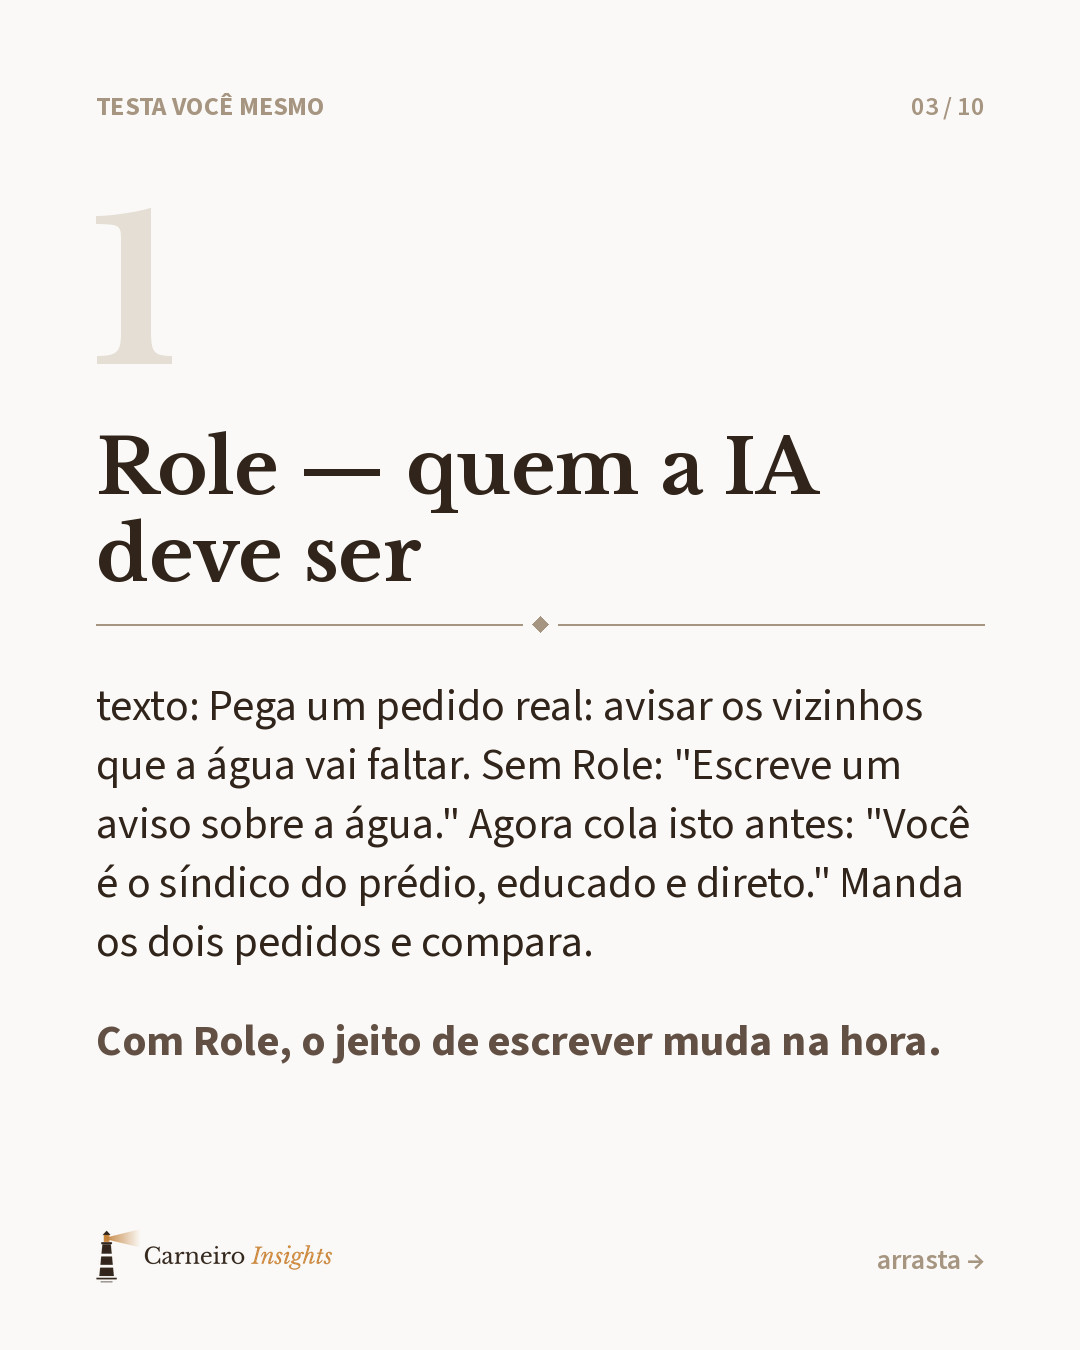 TESTA VOCÊ MESMO
03 / 10
1
Role — quem a IA
deve ser
texto: Pega um pedido real: avisar os vizinhos
que a água vai faltar. Sem Role: "Escreve um
aviso sobre a água." Agora cola isto antes: "Você
é o síndico do prédio, educado e direto." Manda
os dois pedidos e compara.
Com Role, o jeito de escrever muda na hora.
Carneiro Insights
arrasta →